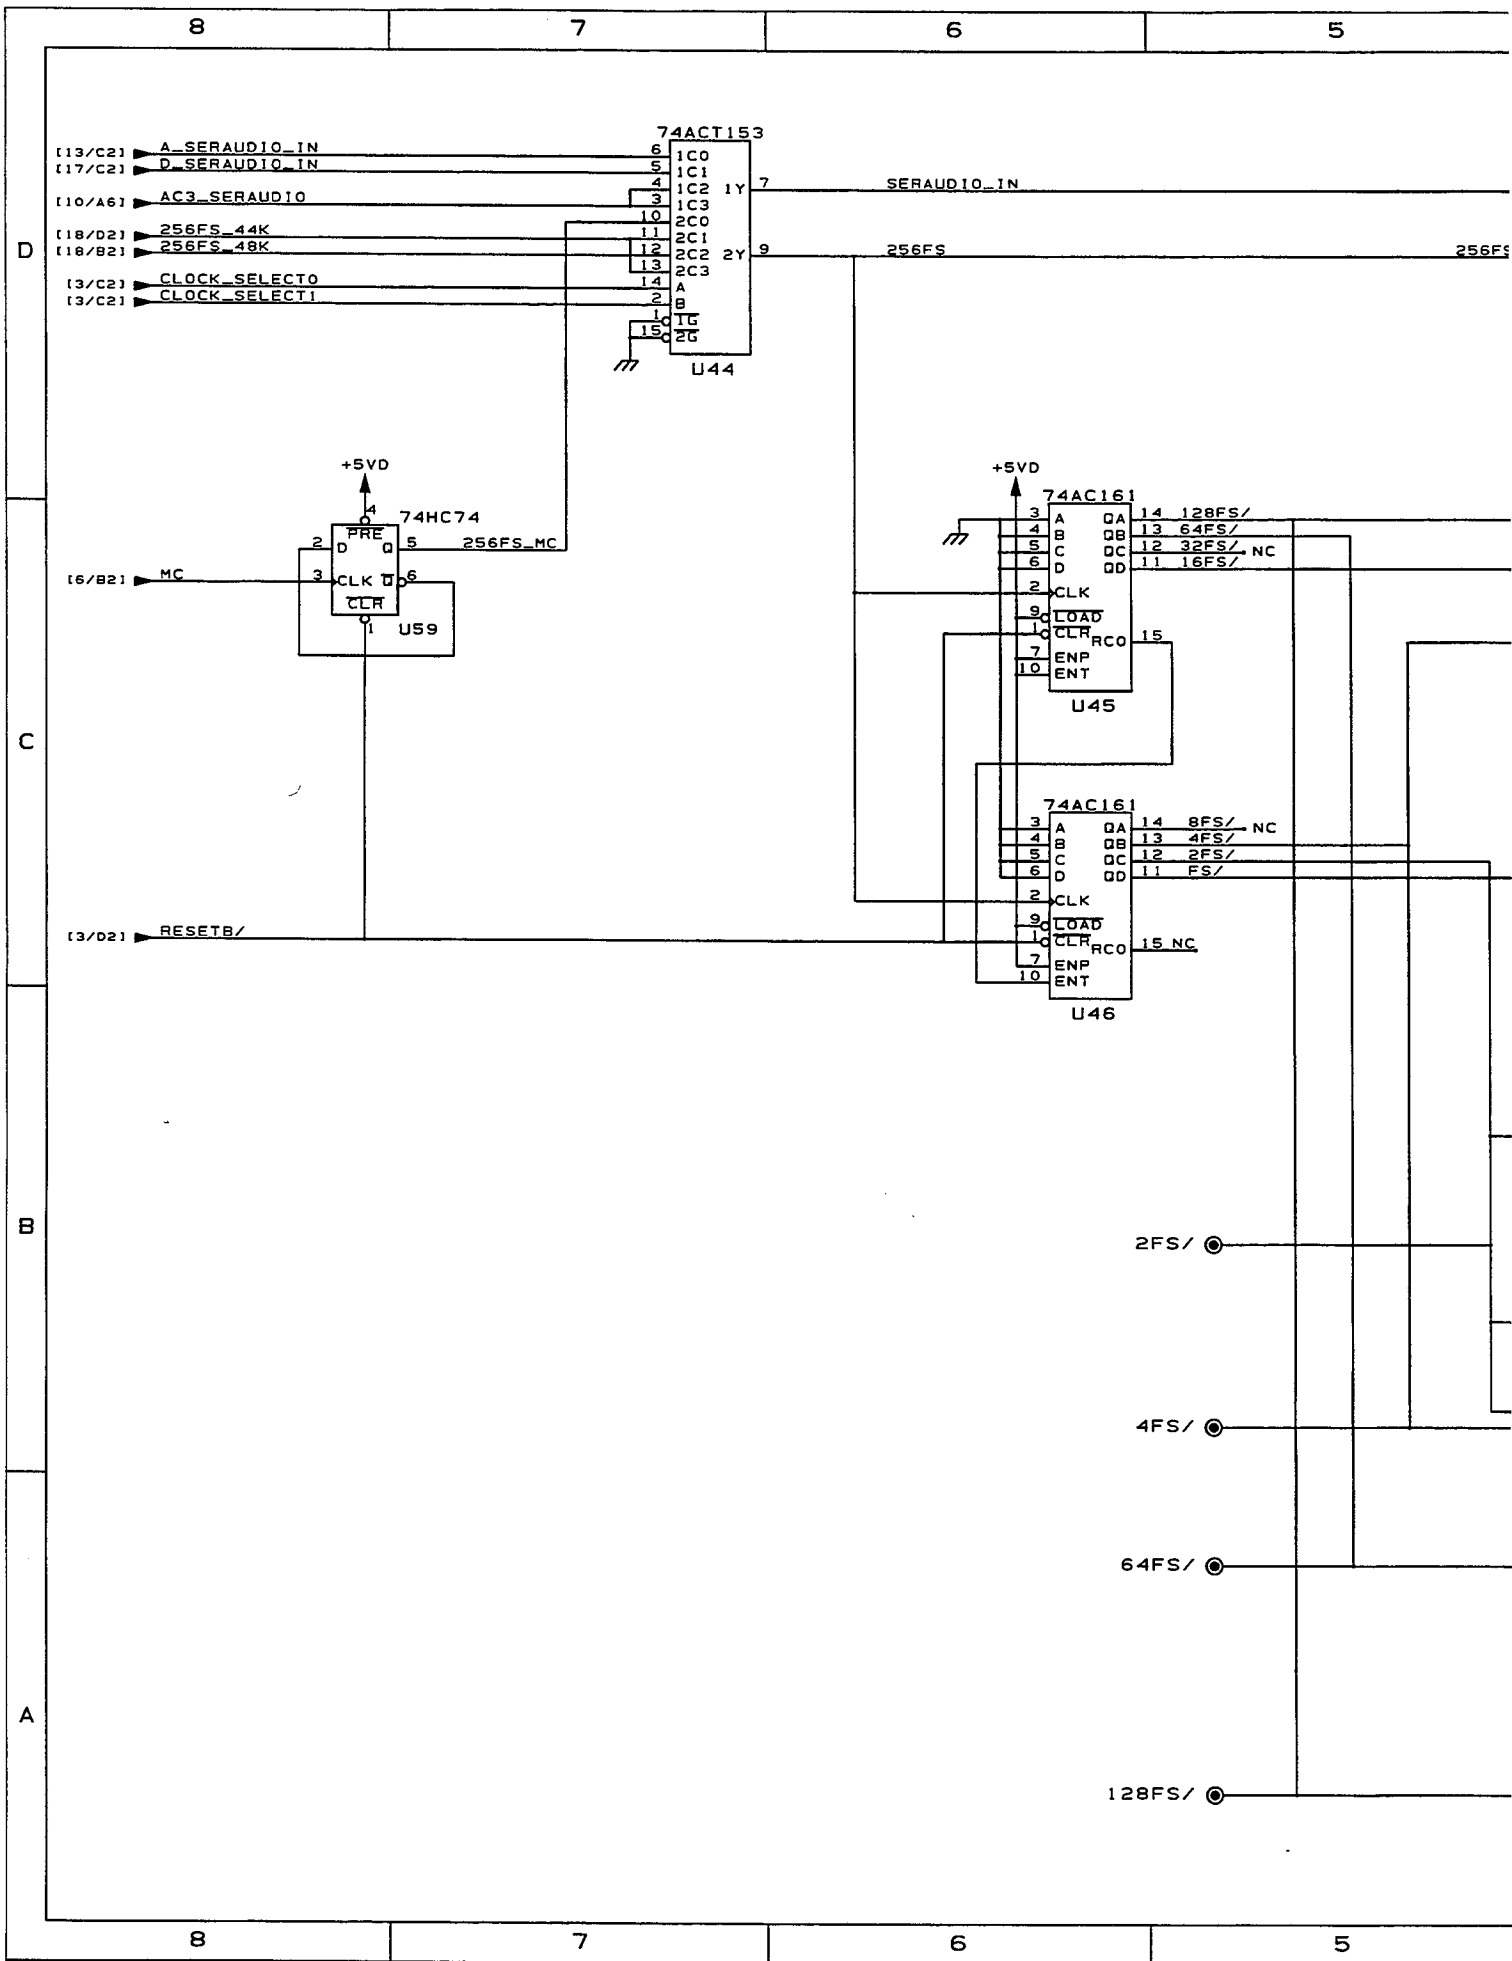 8 7 6 5
74ACT153
[13/C2] A_SERAUDIO_IN 6 1C0
[17/C2] D_SERAUDIO_IN 5 1C1
4 1C2 1Y 7 SERAUDIO_IN
[10/A6] AC3_SERAUDIO 3 1C3
10 2C0
[18/D2] 256FS_44K 11 2C1
D [18/B2] 256FS_48K 12 2C2 2Y 9 256FS 256FS
13 2C3
[3/C2] CLOCK_SELECT0 14 A
[3/C2] CLOCK_SELECT1 2 B
1 1G
15 2G
U44
+5VD +5VD
4 74HC74 74AC161
PRE 3 A QA 14 128FS/
2 D Q 5 256FS_MC 4 B QB 13 64FS/
5 C QC 12 32FS/ NC
6 D QD 11 16FS/
[6/B2] MC 3 CLK Q 6 2 CLK
CLR 9 LOAD
1 U59 1 CLR RCO 15
7 ENP
10 ENT
U45
C
74AC161
3 A QA 14 8FS/ NC
4 B QB 13 4FS/
5 C QC 12 2FS/
6 D QD 11 FS/
2 CLK
9 LOAD
[3/D2] RESETB/ 1 CLR RCO 15 NC
7 ENP
10 ENT
U46
B
2FS/
4FS/
64FS/
A
128FS/
8 7 6 5